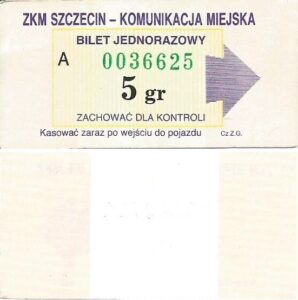 ZKM SZCZECIN – KOMUNIKACJA MIEJSKA
BILET JEDNORAZOWY
A 0036625
5 gr
ZACHOWAĆ DLA KONTROLI
Kasować zaraz po wejściu do pojazdu Cz Z.G.